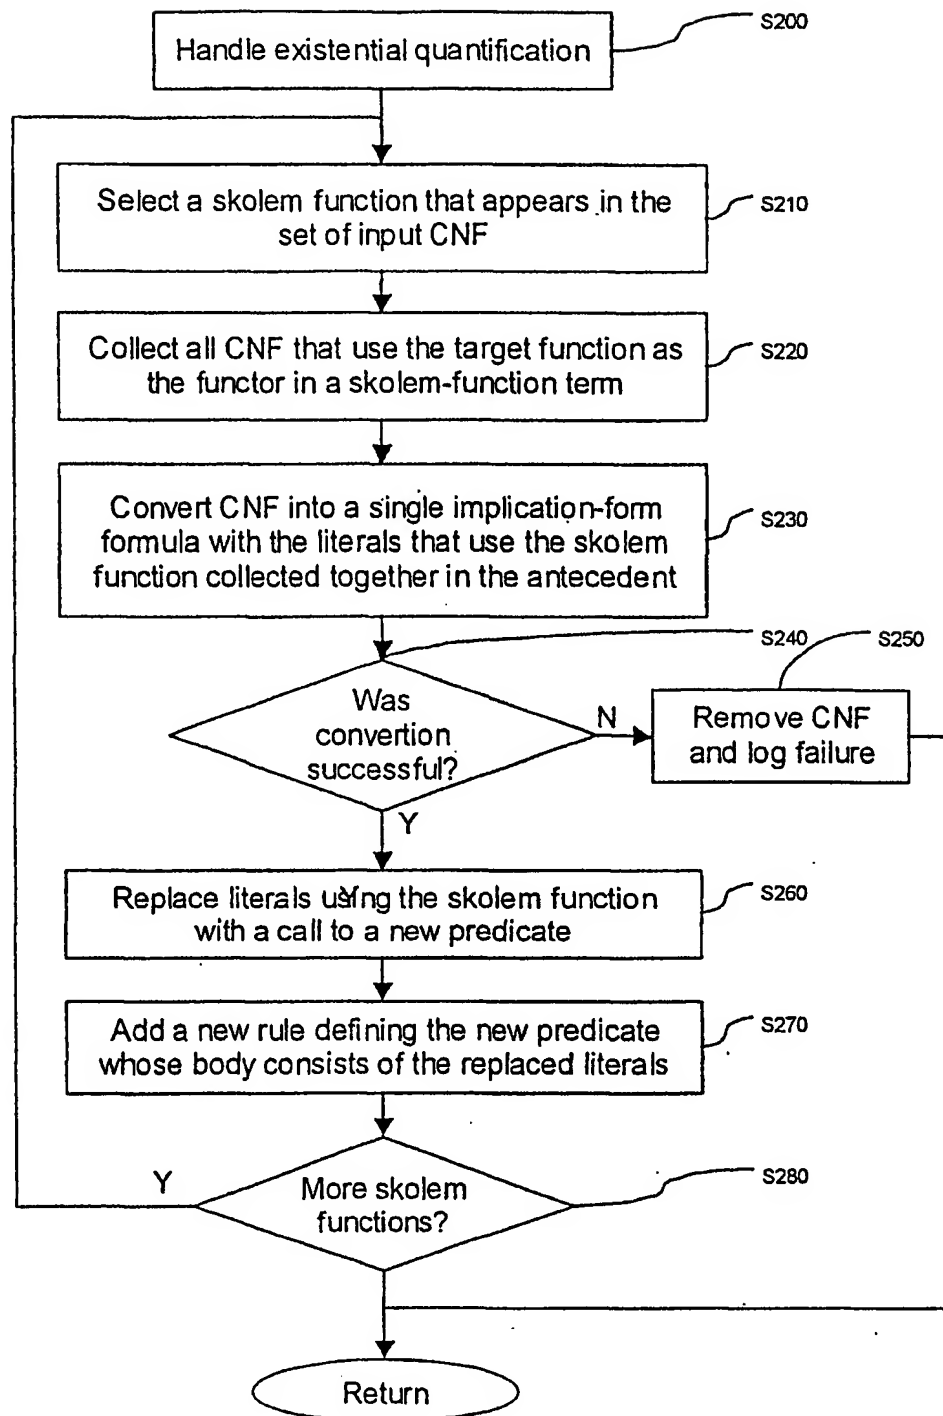 S200
Handle existential quantification
Select a skolem function that appears in the
set of input CNF
S210
Collect all CNF that use the target function as
the functor in a skolem-function term
S220
Convert CNF into a single implication-form
formula with the literals that use the skolem
function collected together in the antecedent
S230
S240
S250
Was
convertion
successful?
N
Remove CNF
and log failure
Y
Replace literals using the skolem function
with a call to a new predicate
S260
Add a new rule defining the new predicate
whose body consists of the replaced literals
S270
Y
More skolem
functions?
S280
Return